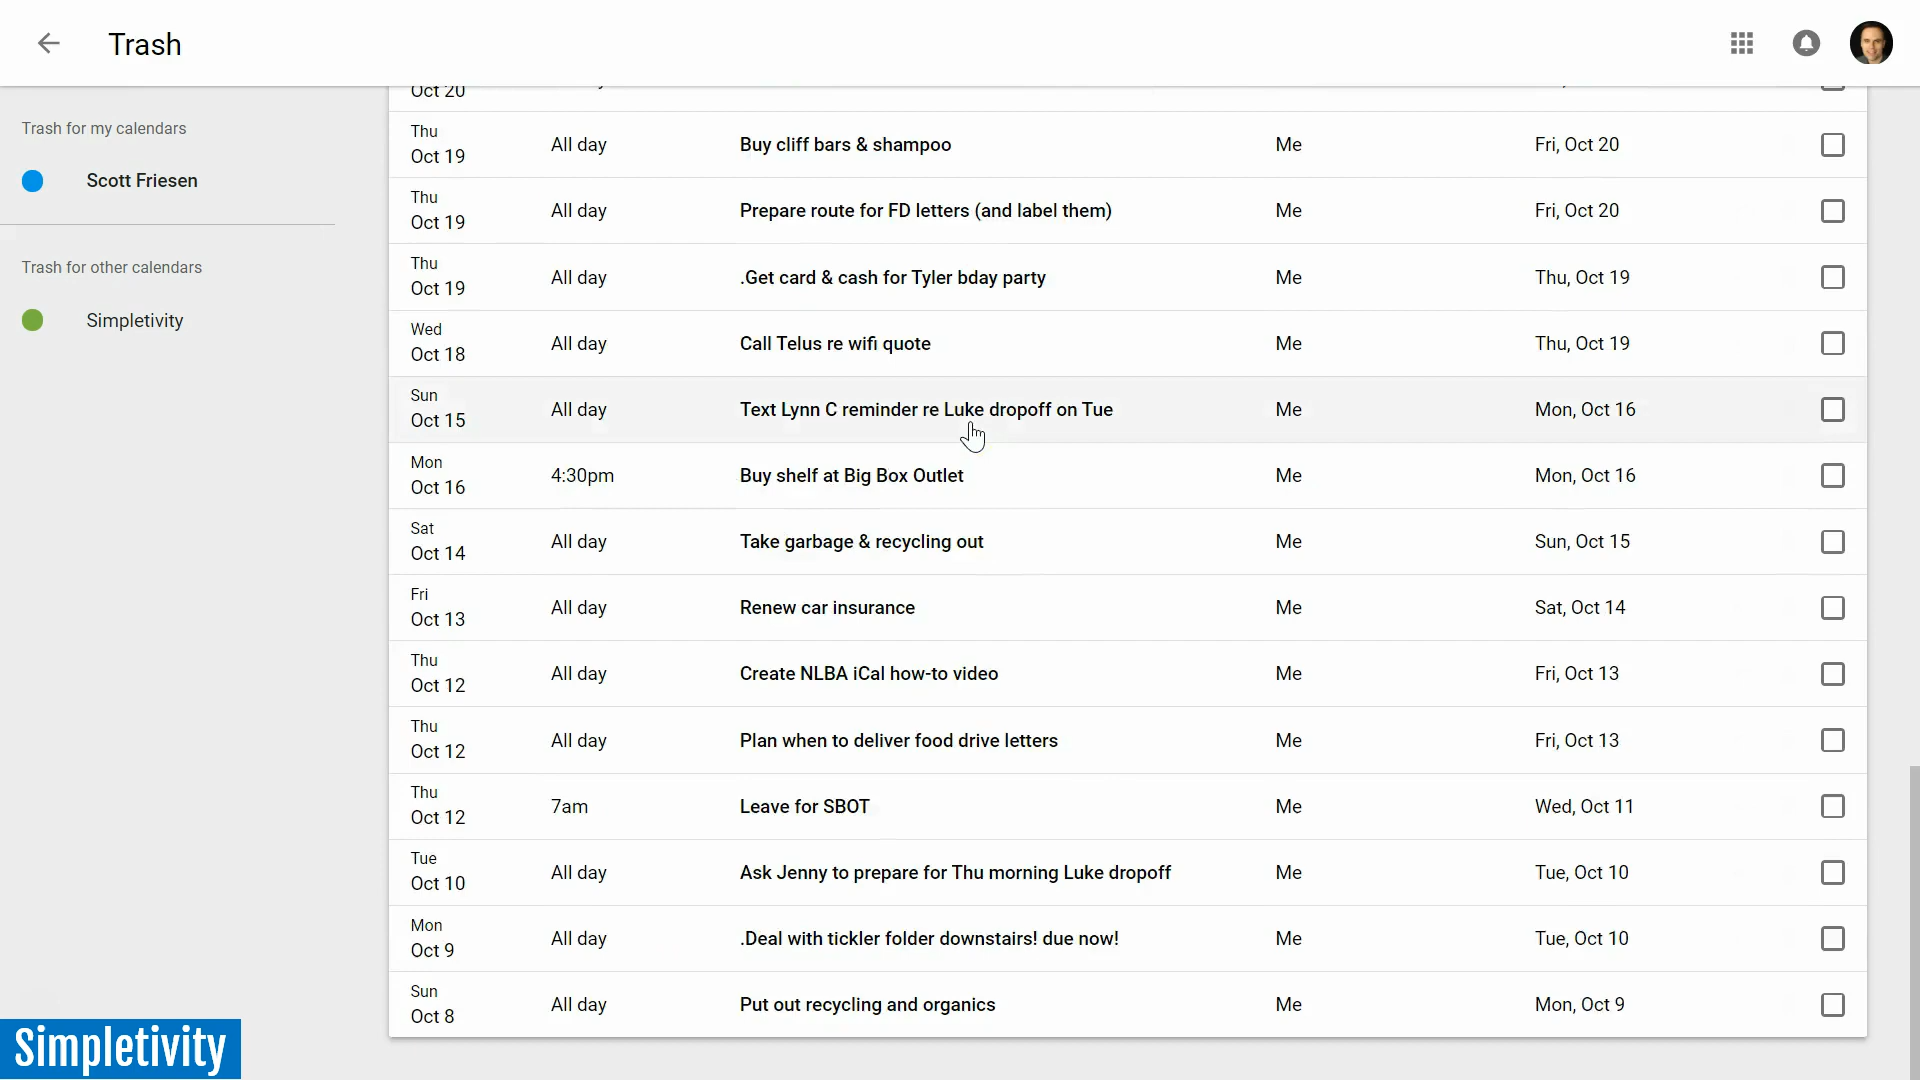 Trash
Trash for my calendars
Scott Friesen
Trash for other calendars
Simpletivity
Oct 20
Thu
Oct 19
All day
Buy cliff bars & shampoo
Me
Fri, Oct 20
Thu
Oct 19
All day
Prepare route for FD letters (and label them)
Me
Fri, Oct 20
Thu
Oct 19
All day
.Get card & cash for Tyler bday party
Me
Thu, Oct 19
Wed
Oct 18
All day
Call Telus re wifi quote
Me
Thu, Oct 19
Sun
Oct 15
All day
Text Lynn C reminder re Luke dropoff on Tue
Me
Mon, Oct 16
Mon
Oct 16
4:30pm
Buy shelf at Big Box Outlet
Me
Mon, Oct 16
Sat
Oct 14
All day
Take garbage & recycling out
Me
Sun, Oct 15
Fri
Oct 13
All day
Renew car insurance
Me
Sat, Oct 14
Thu
Oct 12
All day
Create NLBA iCal how-to video
Me
Fri, Oct 13
Thu
Oct 12
All day
Plan when to deliver food drive letters
Me
Fri, Oct 13
Thu
Oct 12
7am
Leave for SBOT
Me
Wed, Oct 11
Tue
Oct 10
All day
Ask Jenny to prepare for Thu morning Luke dropoff
Me
Tue, Oct 10
Mon
Oct 9
All day
.Deal with tickler folder downstairs! due now!
Me
Tue, Oct 10
Sun
Oct 8
All day
Put out recycling and organics
Me
Mon, Oct 9
Simpletivity